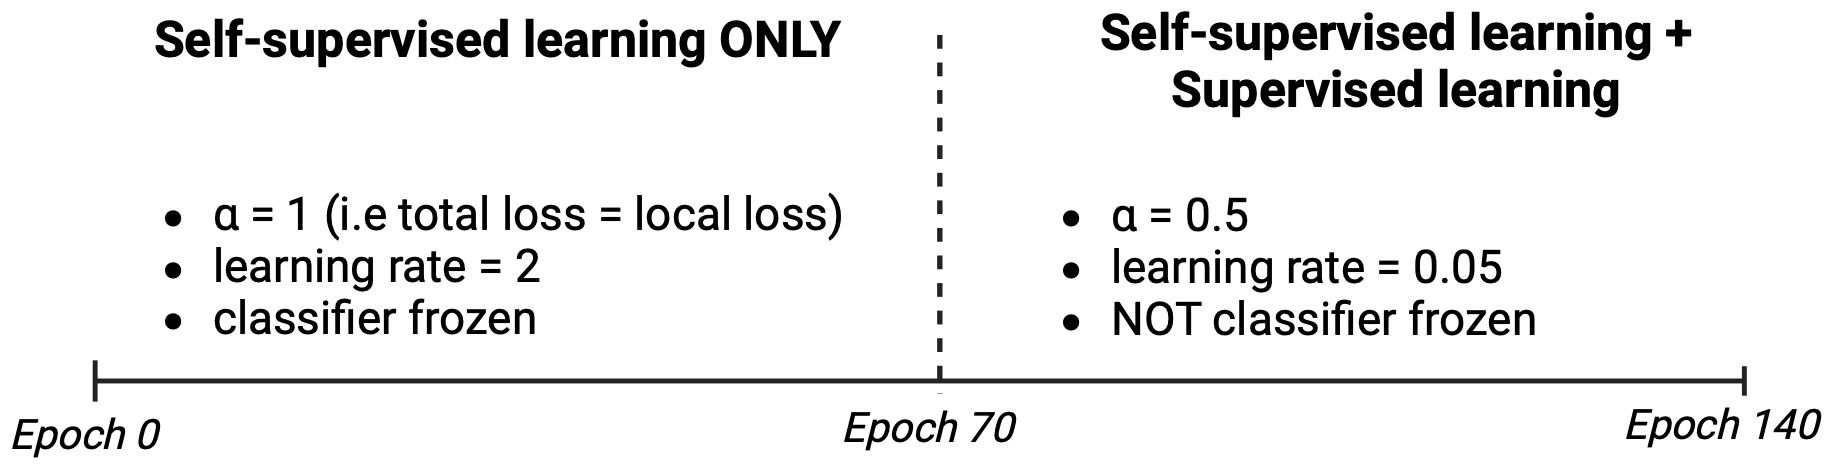 Self-supervised learning ONLY
• α = 1 (i.e total loss = local loss)
• learning rate = 2
• classifier frozen
Self-supervised learning +
Supervised learning
• α = 0.5
• learning rate = 0.05
• NOT classifier frozen
Epoch 0
Epoch 70
Epoch 140